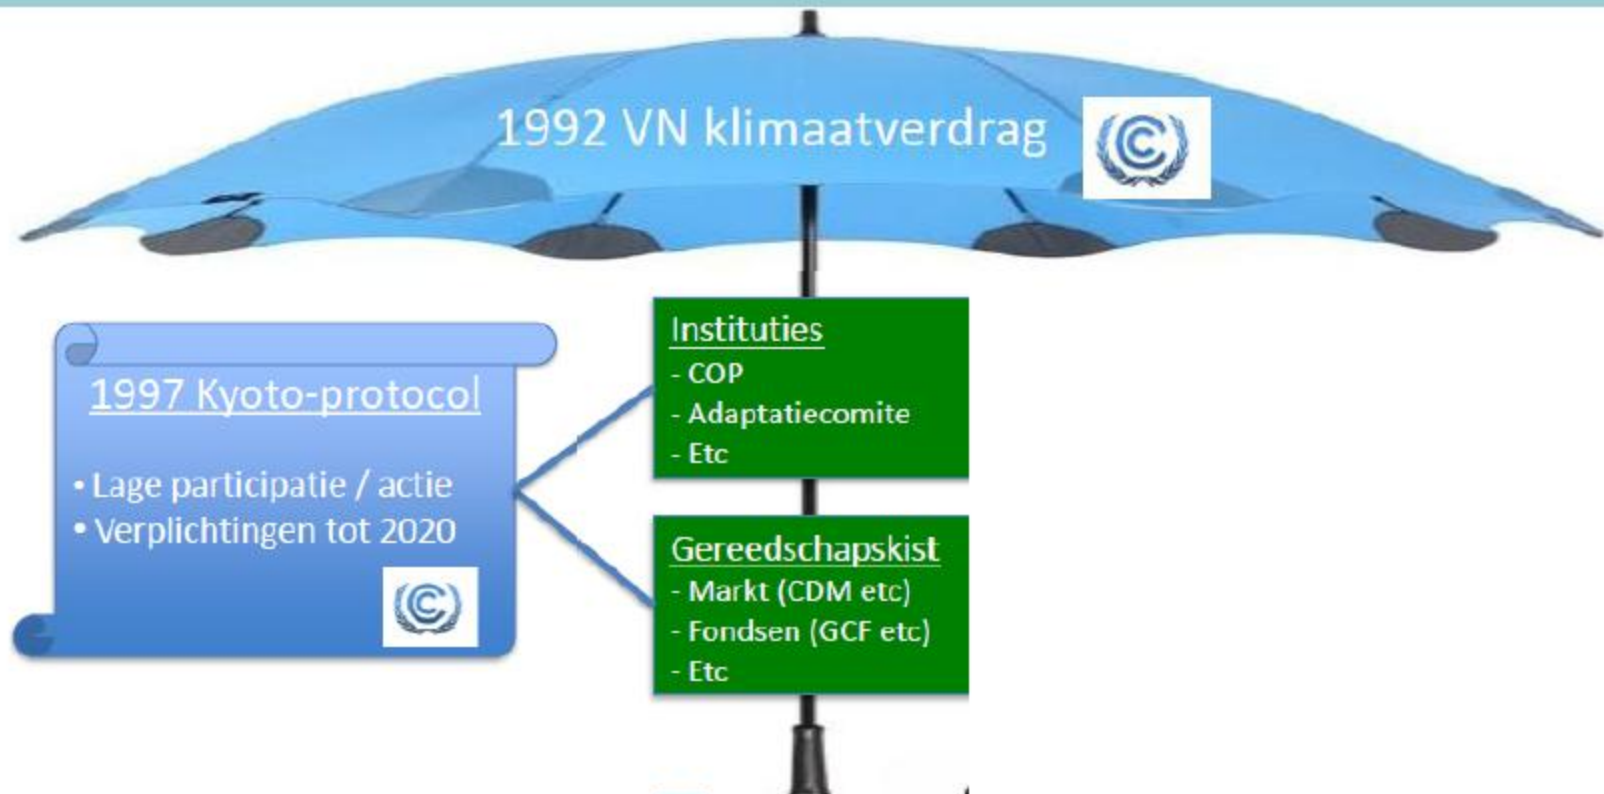 1992 VN klimaatverdrag
1997 Kyoto-protocol
• Lage participatie / actie
• Verplichtingen tot 2020
Instituties
- COP
- Adaptatiecomite
- Etc
Gereedschapskist
- Markt (CDM etc)
- Fondsen (GCF etc)
- Etc